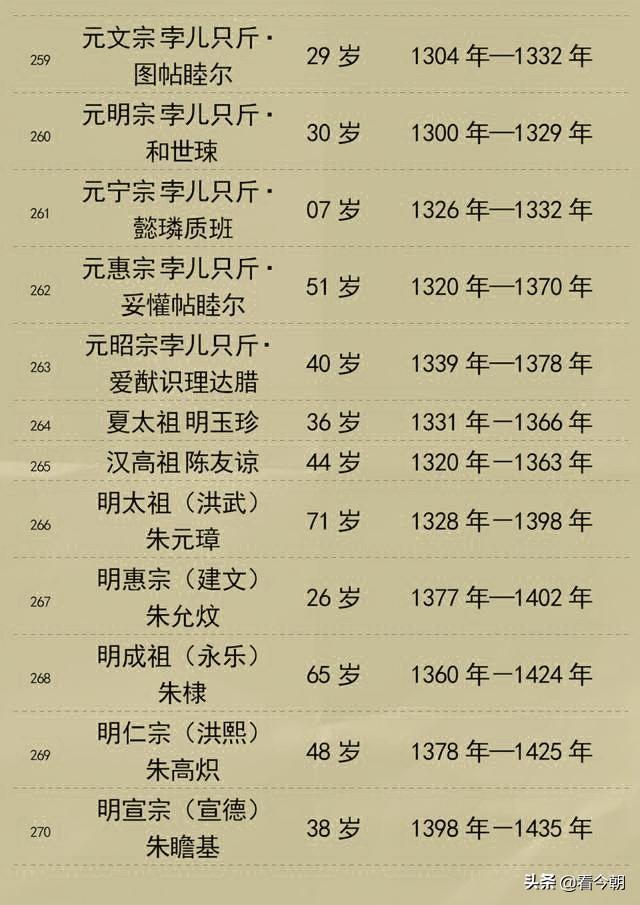 元文宗 孛儿只斤·
259 图帖睦尔 29 岁 1304 年—1332 年
元明宗 孛儿只斤·
260 和世㻋 30 岁 1300 年—1329 年
元宁宗 孛儿只斤·
261 懿璘质班 07 岁 1326 年—1332 年
元惠宗 孛儿只斤·
262 妥懽帖睦尔 51 岁 1320 年—1370 年
元昭宗孛儿只斤·
263 爱猷识理达腊 40 岁 1339 年—1378 年
264 夏太祖 明玉珍 36 岁 1331 年－1366 年
265 汉高祖 陈友谅 44 岁 1320 年－1363 年
明太祖（洪武）
266 朱元璋 71 岁 1328 年－1398 年
明惠宗（建文）
267 朱允炆 26 岁 1377 年—1402 年
明成祖（永乐）
268 朱棣 65 岁 1360 年－1424 年
明仁宗（洪熙）
269 朱高炽 48 岁 1378 年—1425 年
明宣宗（宣德）
270 朱瞻基 38 岁 1398 年－1435 年
头条 @看今朝